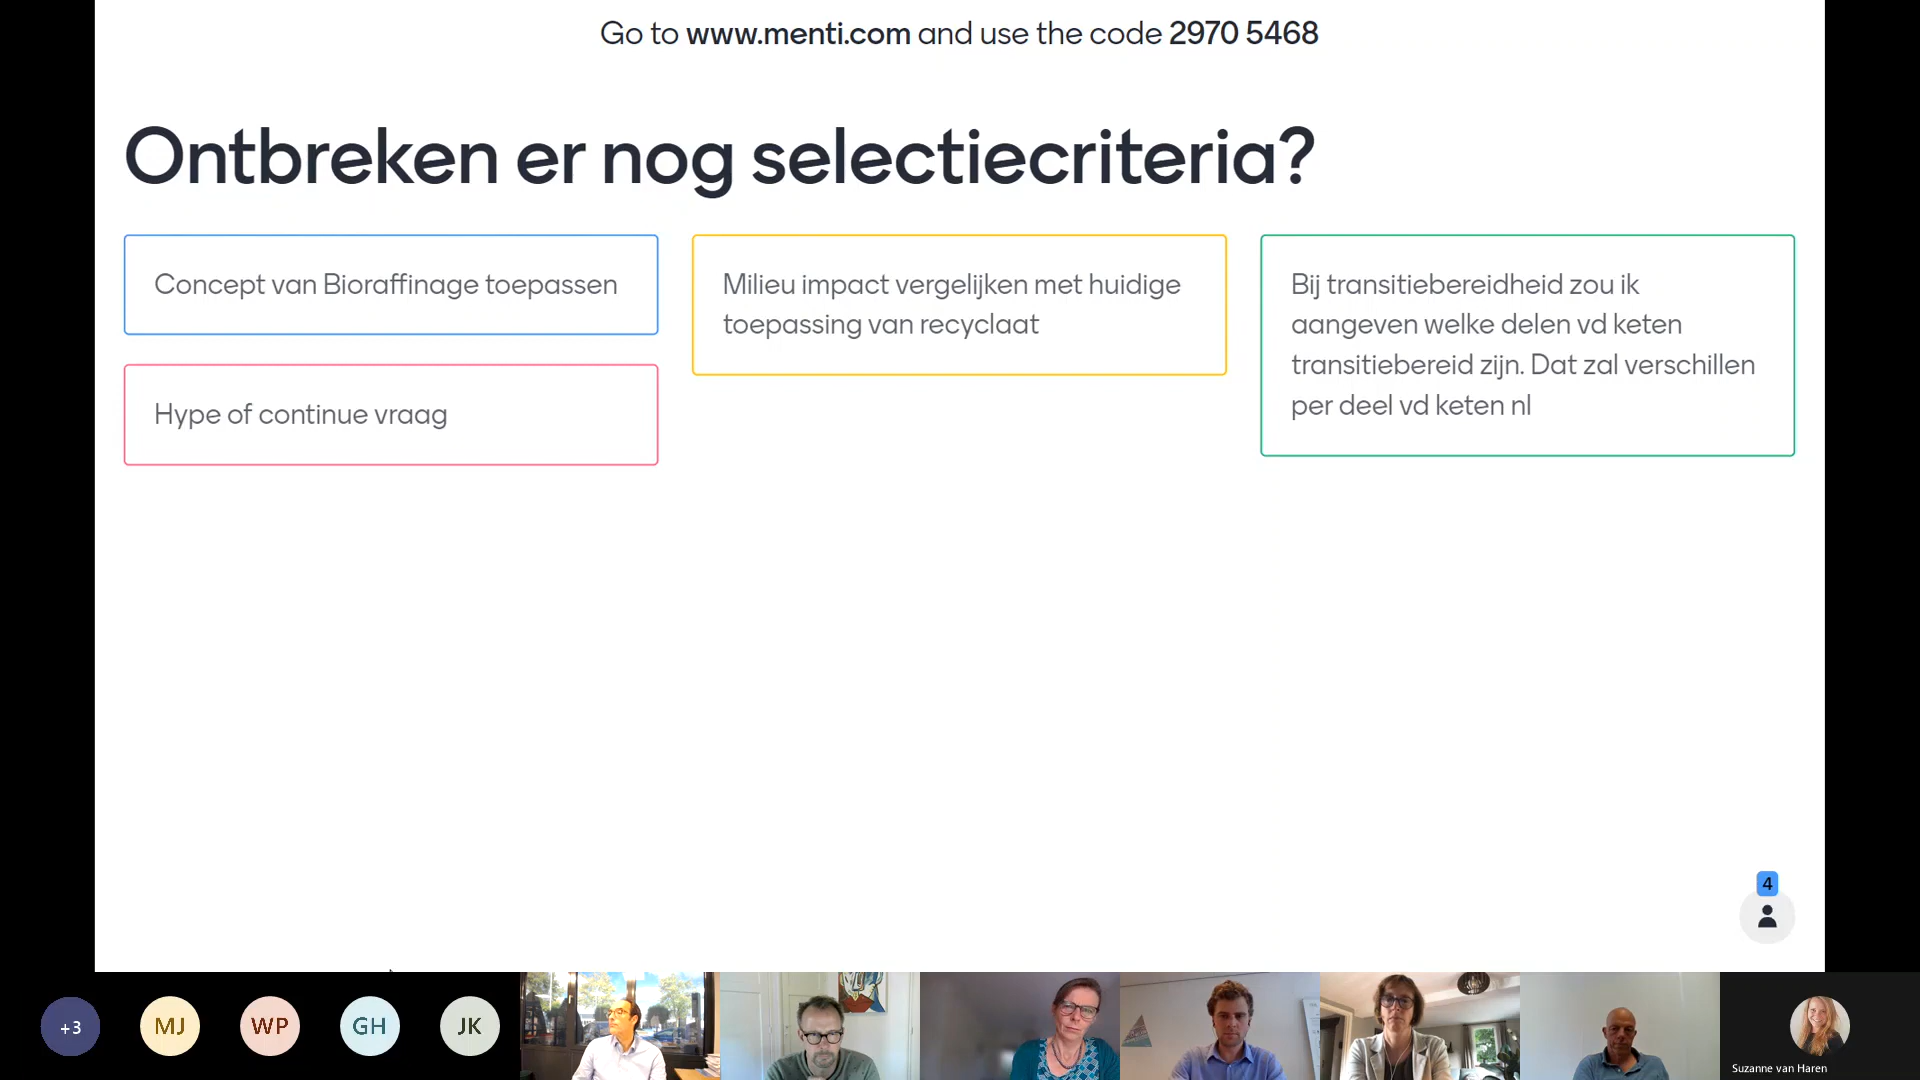 Go to www.menti.com and use the code 2970 5468
Ontbreken er nog selectiecriteria?
Concept van Bioraffinage toepassen
Hype of continue vraag
Milieu impact vergelijken met huidige
toepassing van recyclaat
Bij transitiebereidheid zou ik
aangeven welke delen vd keten
transitiebereid zijn. Dat zal verschillen
per deel vd keten nl
4
+3
MJ
WP
GH
JK
Suzanne van Haren